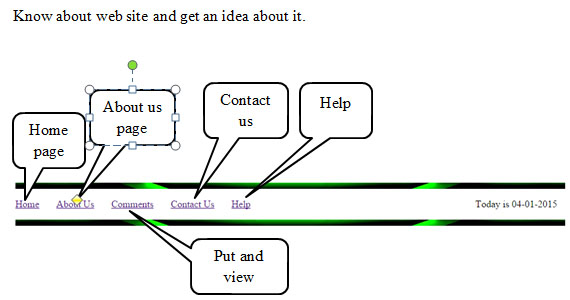 Know about web site and get an idea about it.
About us
page
Contact
us
Help
Home
page
Home About Us Comments Contact Us Help Today is 04-01-2015
Put and
view